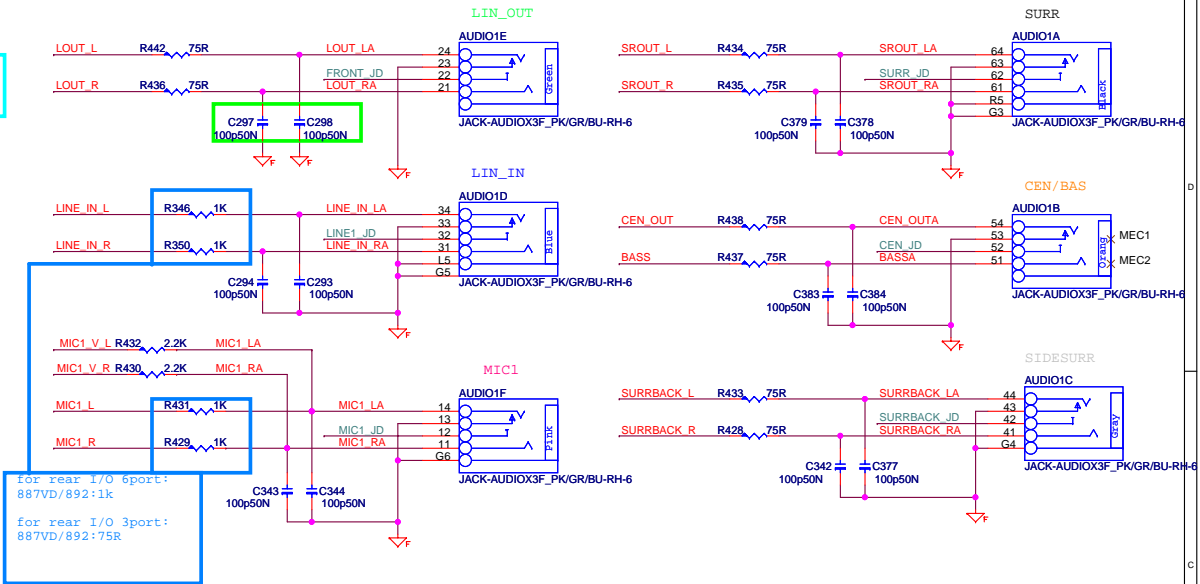 LIN_OUT
AUDIO1E
LOUT_L R442 75R LOUT_LA 24
23
FRONT_JD 22
LOUT_R R436 75R LOUT_RA 21
Green
C297 C298
100p50N 100p50N
JACK-AUDIOX3F_PK/GR/BU-RH-6
F F F
LIN_IN
AUDIO1D
LINE_IN_L R346 1K LINE_IN_LA 34
33
LINE1_JD 32
LINE_IN_R R350 1K LINE_IN_RA 31
L5
G5
Blue
C294 C293
100p50N 100p50N
JACK-AUDIOX3F_PK/GR/BU-RH-6
F
MIC1_V_L R432 2.2K MIC1_LA
MIC1_V_R R430 2.2K MIC1_RA
MIC1
AUDIO1F
MIC1_L R431 1K MIC1_LA 14
13
MIC1_JD 12
MIC1_R R429 1K MIC1_RA 11
G6
Pink
JACK-AUDIOX3F_PK/GR/BU-RH-6
C343 C344
100p50N 100p50N
F
for rear I/O 6port:
887VD/892:1k
for rear I/O 3port:
887VD/892:75R
SURR
AUDIO1A
SROUT_L R434 75R SROUT_LA 64
63
SURR_JD 62
SROUT_R R435 75R SROUT_RA 61
R5
G3
Black
C379 C378
100p50N 100p50N
JACK-AUDIOX3F_PK/GR/BU-RH-6
F
CEN/BAS
AUDIO1B
CEN_OUT R438 75R CEN_OUTA 54
53
CEN_JD 52
BASS R437 75R BASSA 51
Orang
MEC1
MEC2
C383 C384
100p50N 100p50N
JACK-AUDIOX3F_PK/GR/BU-RH-6
F
SIDESURR
AUDIO1C
SURRBACK_L R433 75R SURRBACK_LA 44
43
SURRBACK_JD 42
SURRBACK_R R428 75R SURRBACK_RA 41
G4
Gray
C342 C377
100p50N 100p50N
JACK-AUDIOX3F_PK/GR/BU-RH-6
F
D
C